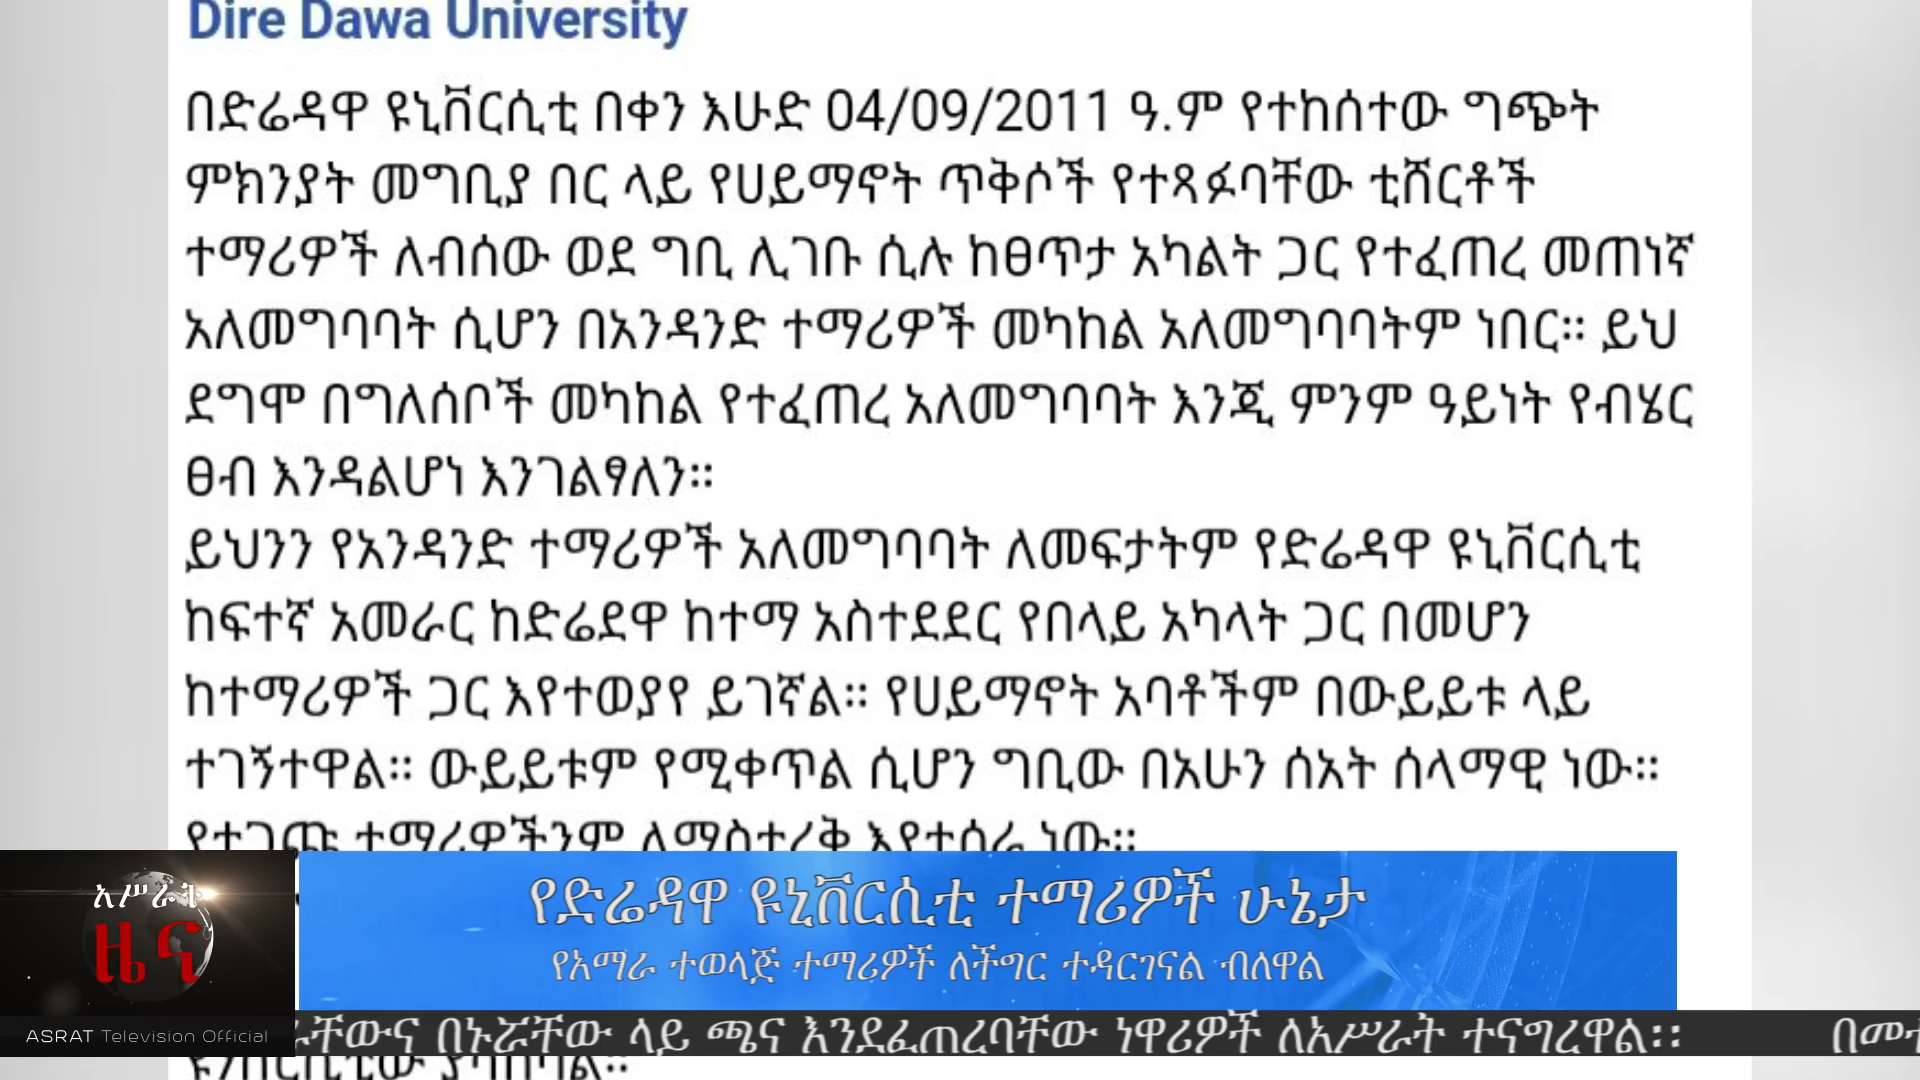 Dire Dawa University
በድሬዳዋ ዩኒቨርሲቲ በቀን እሁድ 04/09/2011 ዓ.ም የተከሰተው ግጭት
ምክንያት መግቢያ በር ላይ የሀይማኖት ጥቅሶች የተጻፉባቸው ቲሸርቶች
ተማሪዎች ለብሰው ወደ ግቢ ሊገቡ ሲሉ ከፀጥታ አካልት ጋር የተፈጠረ መጠነኛ
አለመግባባት ሲሆን በአንዳንድ ተማሪዎች መካከል አለመግባባትም ነበር። ይህ
ደግሞ በግለሰቦች መካከል የተፈጠረ አለመግባባት እንጂ ምንም ዓይነት የብሄር
ፀብ እንዳልሆነ እንገልፃለን።
ይህንን የአንዳንድ ተማሪዎች አለመግባባት ለመፍታትም የድሬዳዋ ዩኒቨርሲቲ
ከፍተኛ አመራር ከድሬደዋ ከተማ አስተደደር የበላይ አካላት ጋር በመሆን
ከተማሪዎች ጋር እየተወያየ ይገኛል። የሀይማኖት አባቶችም በውይይቱ ላይ
ተገኝተዋል። ውይይቱም የሚቀጥል ሲሆን ግቢው በአሁን ሰአት ሰላማዊ ነው።
የተጋጩ ተማሪዎችንም ለማስታረቅ እየተሰራ ነው።
አሥራት
ዜና
የድሬዳዋ ዩኒቨርሲቲ ተማሪዎች ሁኔታ
የአማራ ተወላጅ ተማሪዎች ለችግር ተዳርገናል ብለዋል
ASRAT Television Official
በኑሯቸው ላይ ጫና እንደፈጠረባቸው ነዋሪዎች ለአሥራት ተናግረዋል፡፡